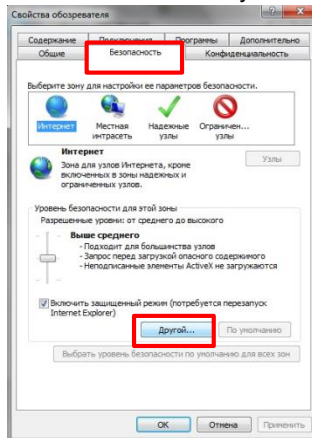 Свойства обозревателя
Содержание Подключения Программы Дополнительно
Общие Безопасность Конфиденциальность
Выберите зону для настройки ее параметров безопасности.
Интернет Местная интрасеть Надежные узлы Ограничен... узлы
Интернет
Узлы
Зона для узлов Интернета, кроме
включенных в зоны надежных и
ограниченных узлов.
Уровень безопасности для этой зоны
Разрешенные уровни: от среднего до высокого
Выше среднего
- Подходит для большинства узлов
- Запрос перед загрузкой опасного содержимого
- Неподписанные элементы ActiveX не загружаются
Включить защищенный режим (потребуется перезапуск
Internet Explorer)
Другой... По умолчанию
Выбрать уровень безопасности по умолчанию для всех зон
OK Отмена Применить